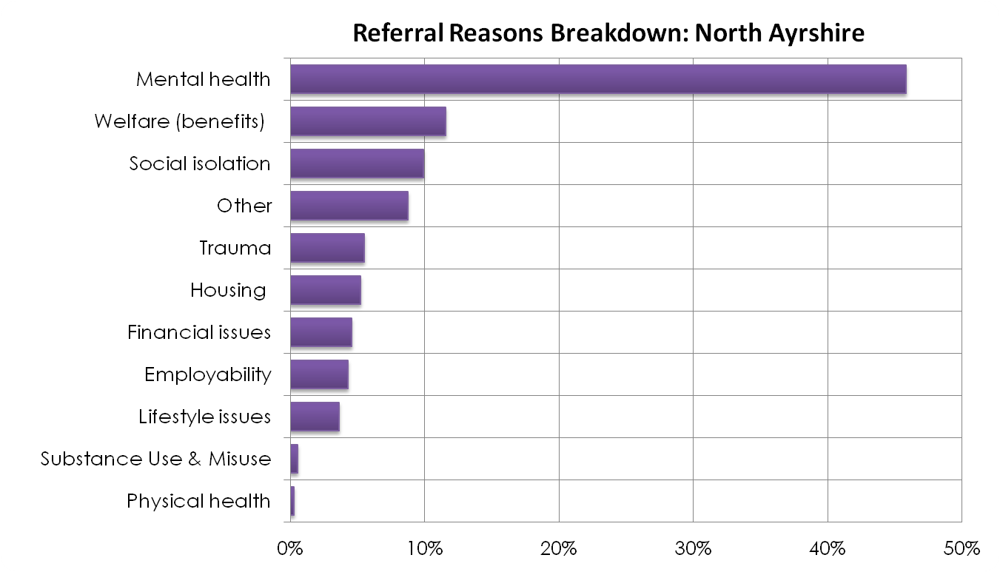 Referral Reasons Breakdown: North Ayrshire
Mental health
Welfare (benefits)
Social isolation
Other
Trauma
Housing
Financial issues
Employability
Lifestyle issues
Substance Use & Misuse
Physical health
0% 10% 20% 30% 40% 50%